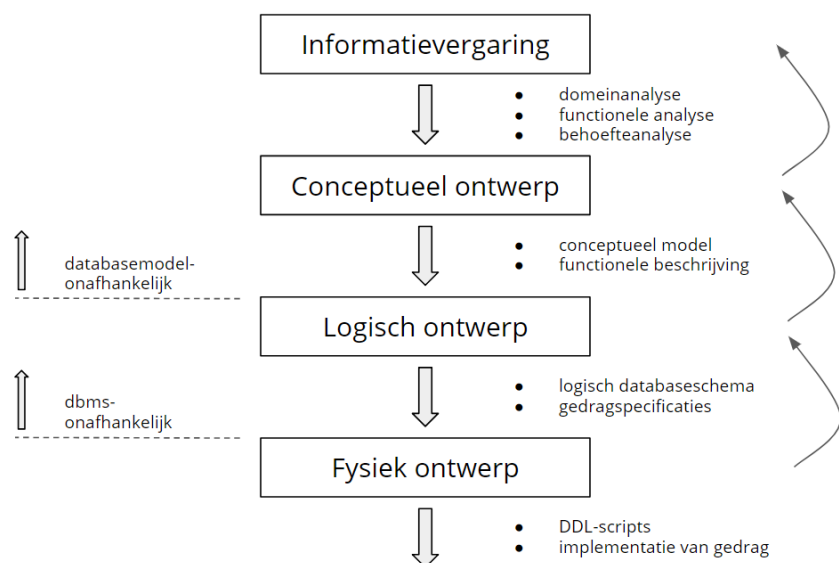 Informatievergaring
● domeinanalyse
● functionele analyse
● behoefteanalyse
Conceptueel ontwerp
● conceptueel model
● functionele beschrijving
databasemodel-
onafhankelijk
Logisch ontwerp
● logisch databaseschema
● gedragspecificaties
dbms-
onafhankelijk
Fysiek ontwerp
● DDL-scripts
● implementatie van gedrag